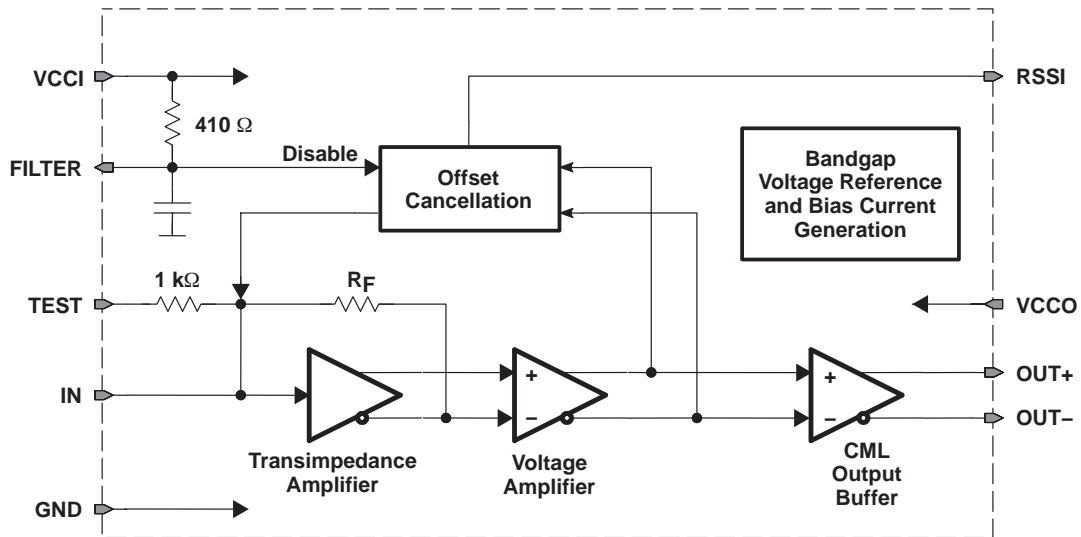 VCCI
RSSI
410 Ω
FILTER
Disable
Offset
Cancellation
Bandgap
Voltage Reference
and Bias Current
Generation
1 kΩ
RF
TEST
VCCO
IN
+
−
+
−
OUT+
OUT−
Transimpedance
Amplifier
Voltage
Amplifier
CML
Output
Buffer
GND